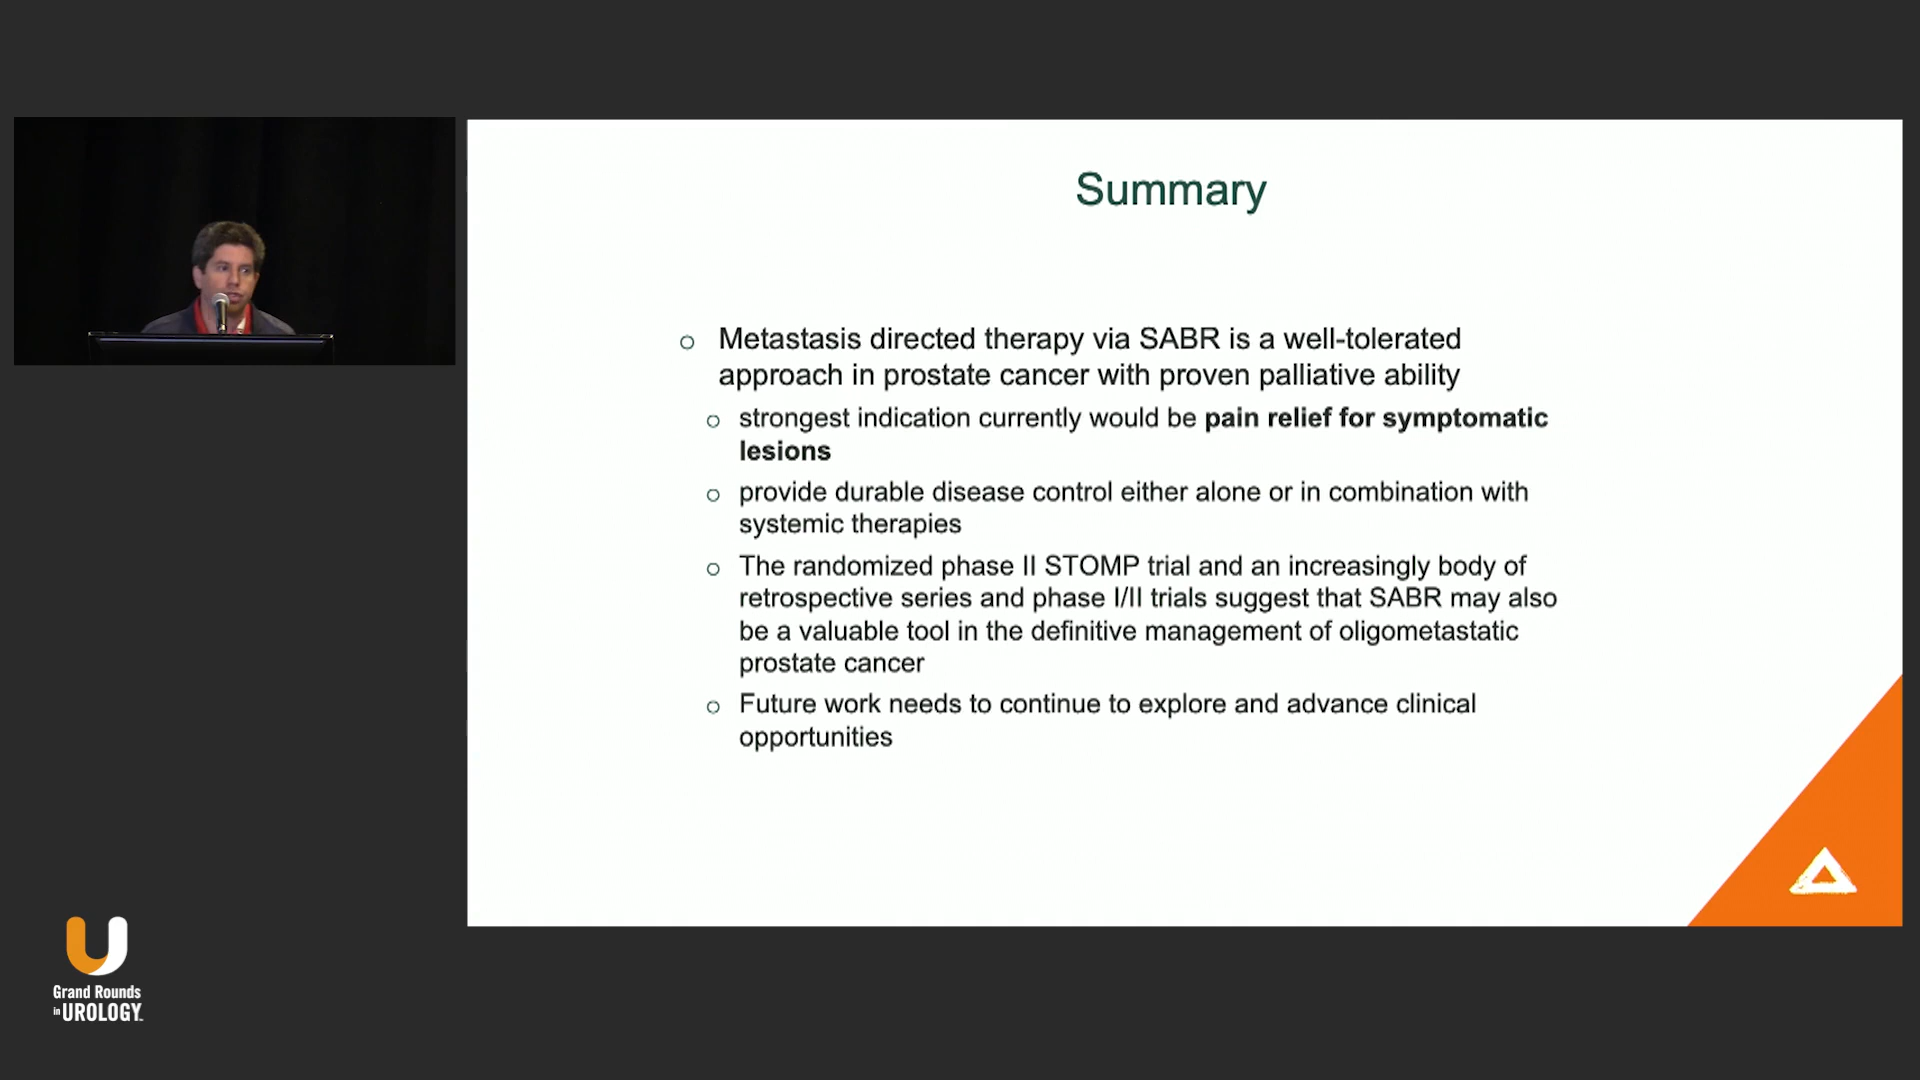 Summary
Metastasis directed therapy via SABR is a well-tolerated
approach in prostate cancer with proven palliative ability
strongest indication currently would be pain relief for symptomatic
lesions
provide durable disease control either alone or in combination with
systemic therapies
The randomized phase II STOMP trial and an increasingly body of
retrospective series and phase I/II trials suggest that SABR may also
be a valuable tool in the definitive management of oligometastatic
prostate cancer
Future work needs to continue to explore and advance clinical
opportunities
Grand Rounds
in UROLOGY